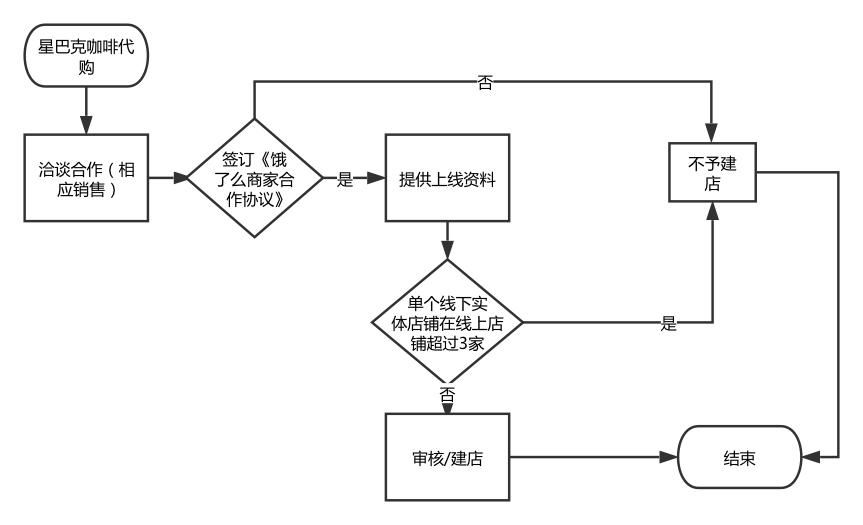 星巴克咖啡代
购
否
洽谈合作（相
应销售）
签订《饿
了么商家合
作协议》
是
提供上线资料
不予建
店
单个线下实
体店铺在线上店
铺超过3家
是
否
审核/建店
结束